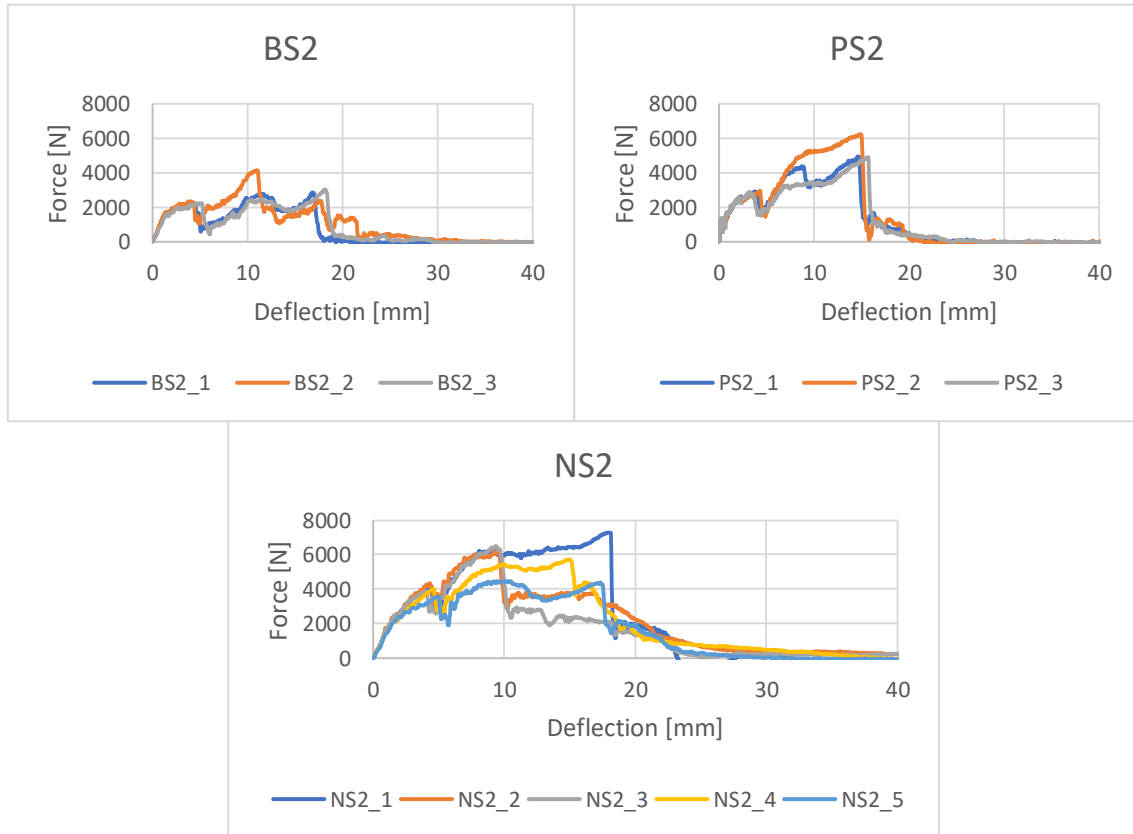 BS2
8000
6000
4000
2000
0
Force [N]
0 10 20 30 40
Deflection [mm]
BS2_1 BS2_2 BS2_3
PS2
8000
6000
4000
2000
0
Force [N]
0 10 20 30 40
Deflection [mm]
PS2_1 PS2_2 PS2_3
NS2
8000
6000
4000
2000
0
Force [N]
0 10 20 30 40
Deflection [mm]
NS2_1 NS2_2 NS2_3 NS2_4 NS2_5